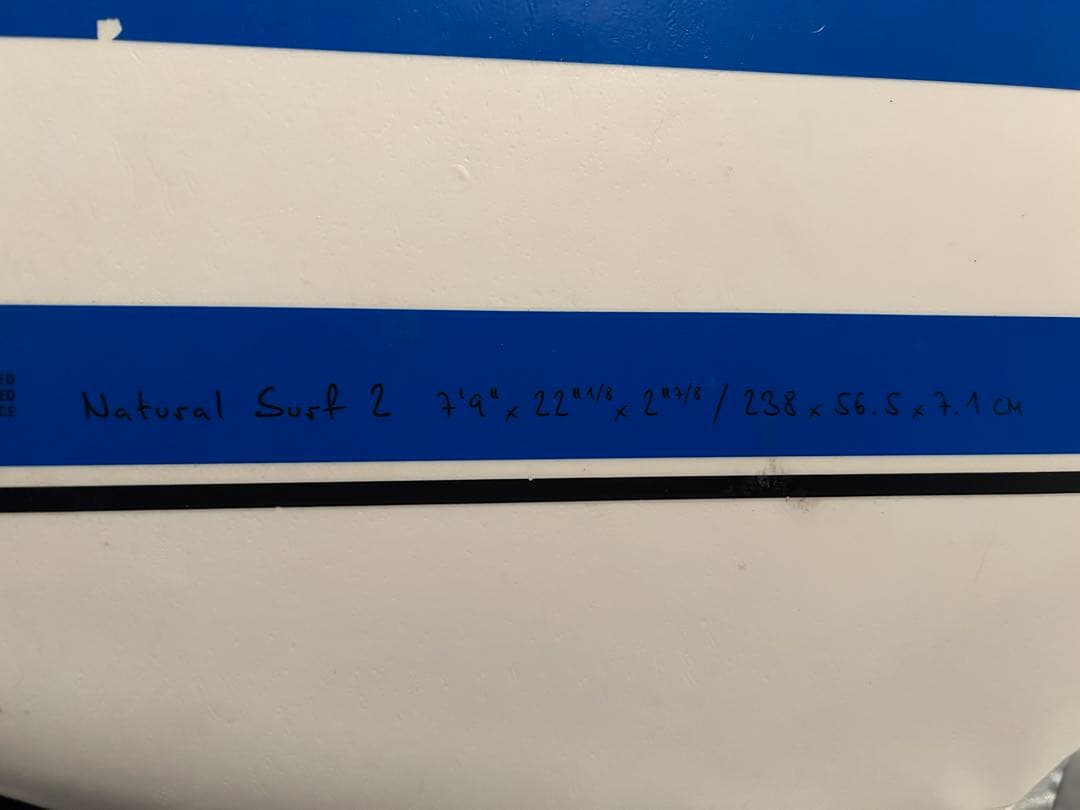 Natural Surf 2 7'9" x 22"1/8 x 2"7/8 / 238 x 56.5 x 7.1 cm